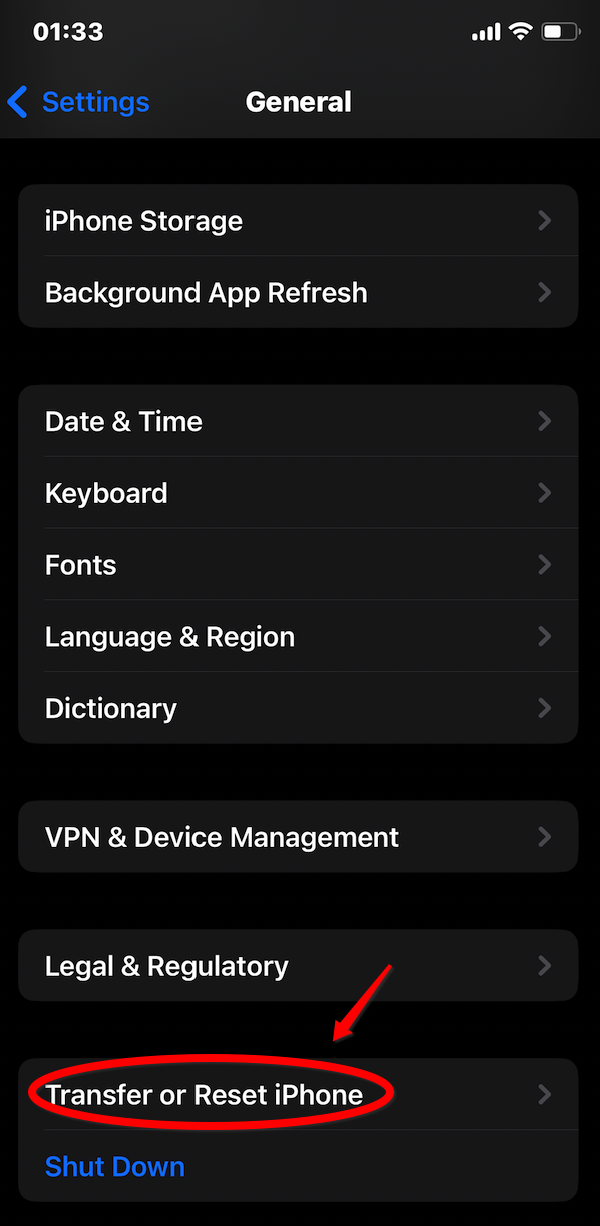 01:33
Settings
General
iPhone Storage
Background App Refresh
Date & Time
Keyboard
Fonts
Language & Region
Dictionary
VPN & Device Management
Legal & Regulatory
Transfer or Reset iPhone
Shut Down